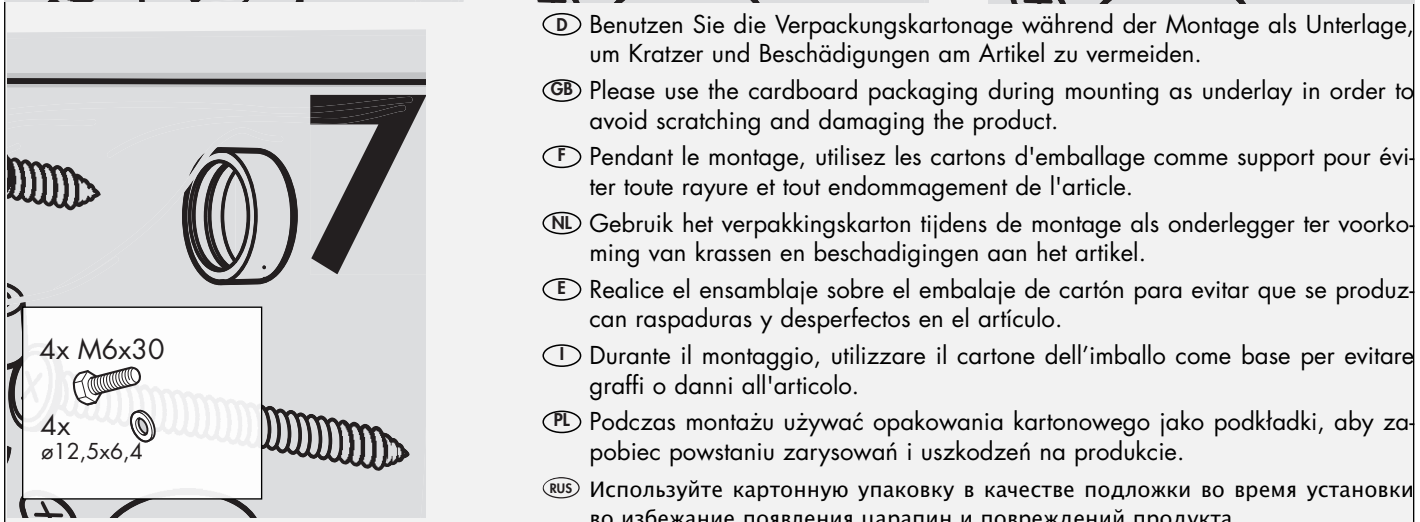 7
4x M6x30
4x
ø12,5x6,4
D Benutzen Sie die Verpackungskartonage während der Montage als Unterlage,
um Kratzer und Beschädigungen am Artikel zu vermeiden.
GB Please use the cardboard packaging during mounting as underlay in order to
avoid scratching and damaging the product.
F Pendant le montage, utilisez les cartons d'emballage comme support pour évi-
ter toute rayure et tout endommagement de l'article.
NL Gebruik het verpakkingskarton tijdens de montage als onderlegger ter voorko-
ming van krassen en beschadigingen aan het artikel.
E Realice el ensamblaje sobre el embalaje de cartón para evitar que se produz-
can raspaduras y desperfectos en el artículo.
I Durante il montaggio, utilizzare il cartone dell’imballo come base per evitare
graffi o danni all'articolo.
PL Podczas montażu używać opakowania kartonowego jako podkładki, aby za-
pobiec powstaniu zarysowań i uszkodzeń na produkcie.
RUS Используйте картонную упаковку в качестве подложки во время установки
во избежание появления царапин и повреждений продукта